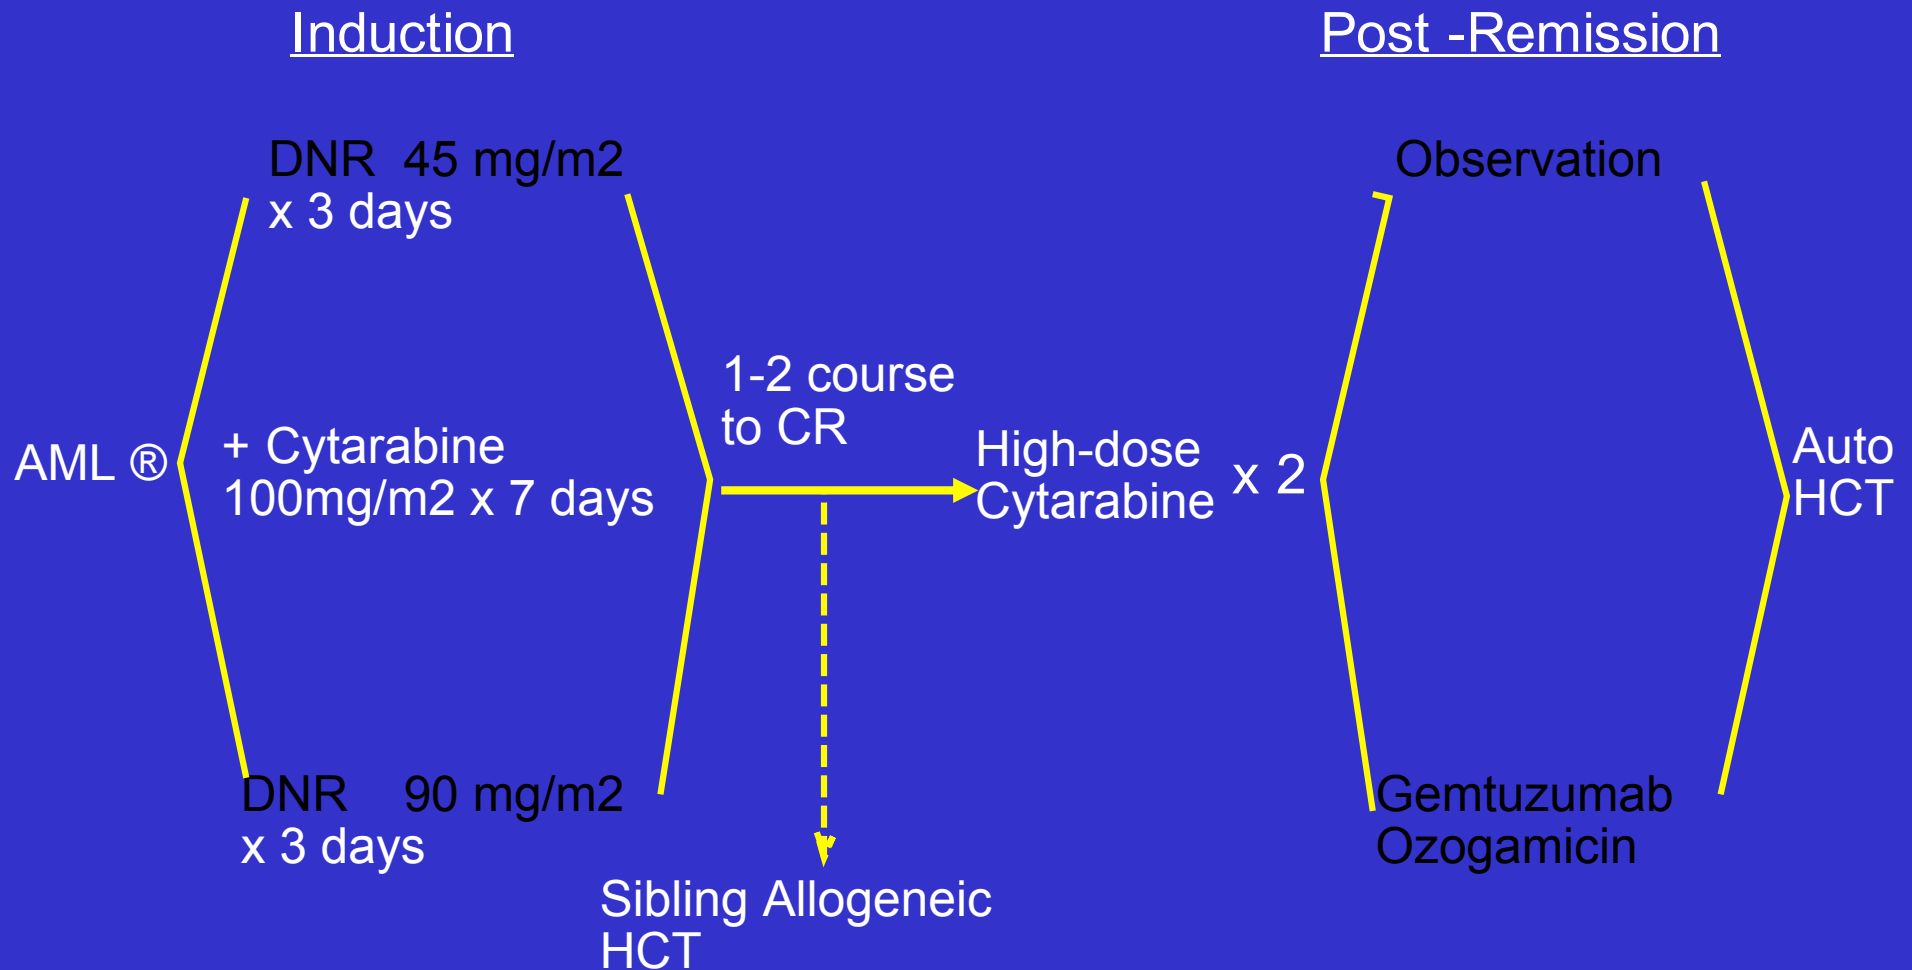 Induction
Post -Remission
DNR 45 mg/m2
x 3 days
Observation
1-2 course
to CR
AML ®
+ Cytarabine
100mg/m2 x 7 days
High-dose
Cytarabine
x 2
Auto
HCT
DNR 90 mg/m2
x 3 days
Gemtuzumab
Ozogamicin
Sibling Allogeneic
HCT